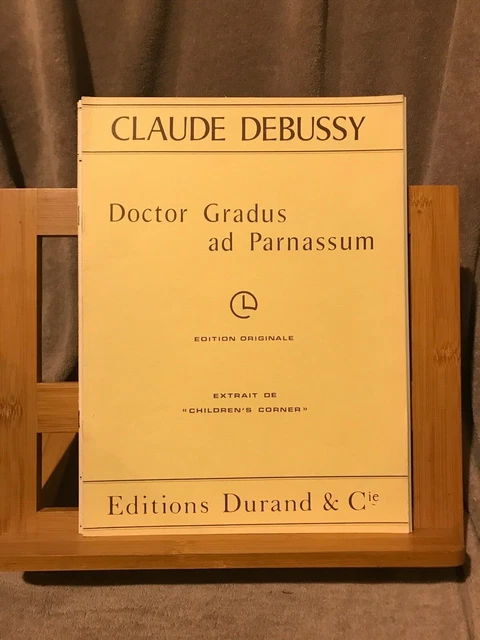 CLAUDE DEBUSSY
Doctor Gradus
ad Parnassum
EDITION ORIGINALE
EXTRAIT DE
"CHILDREN'S CORNER"
Editions Durand & Cie